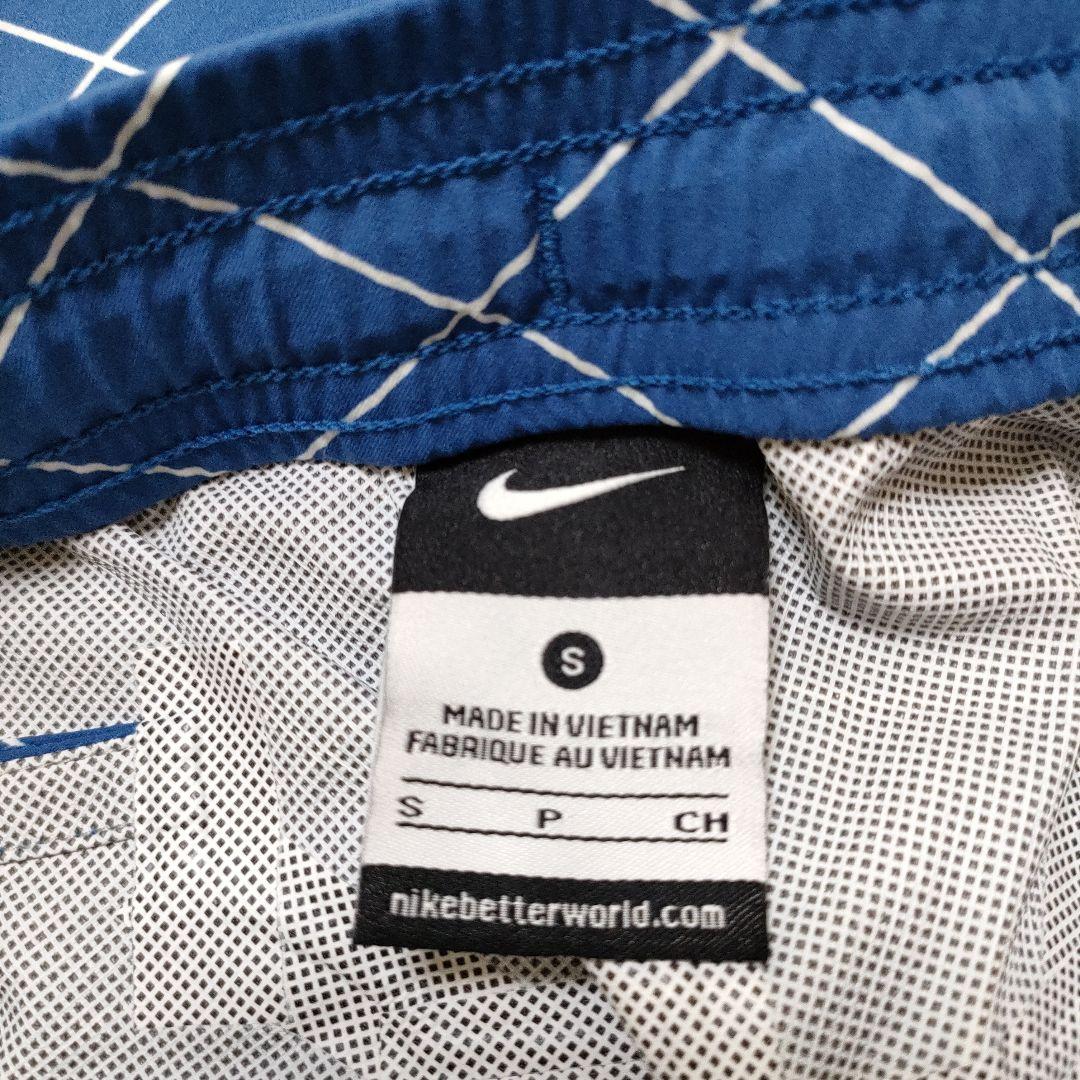 S
MADE IN VIETNAM
FABRIQUE AU VIETNAM
S P CH
nikebetterworld.com